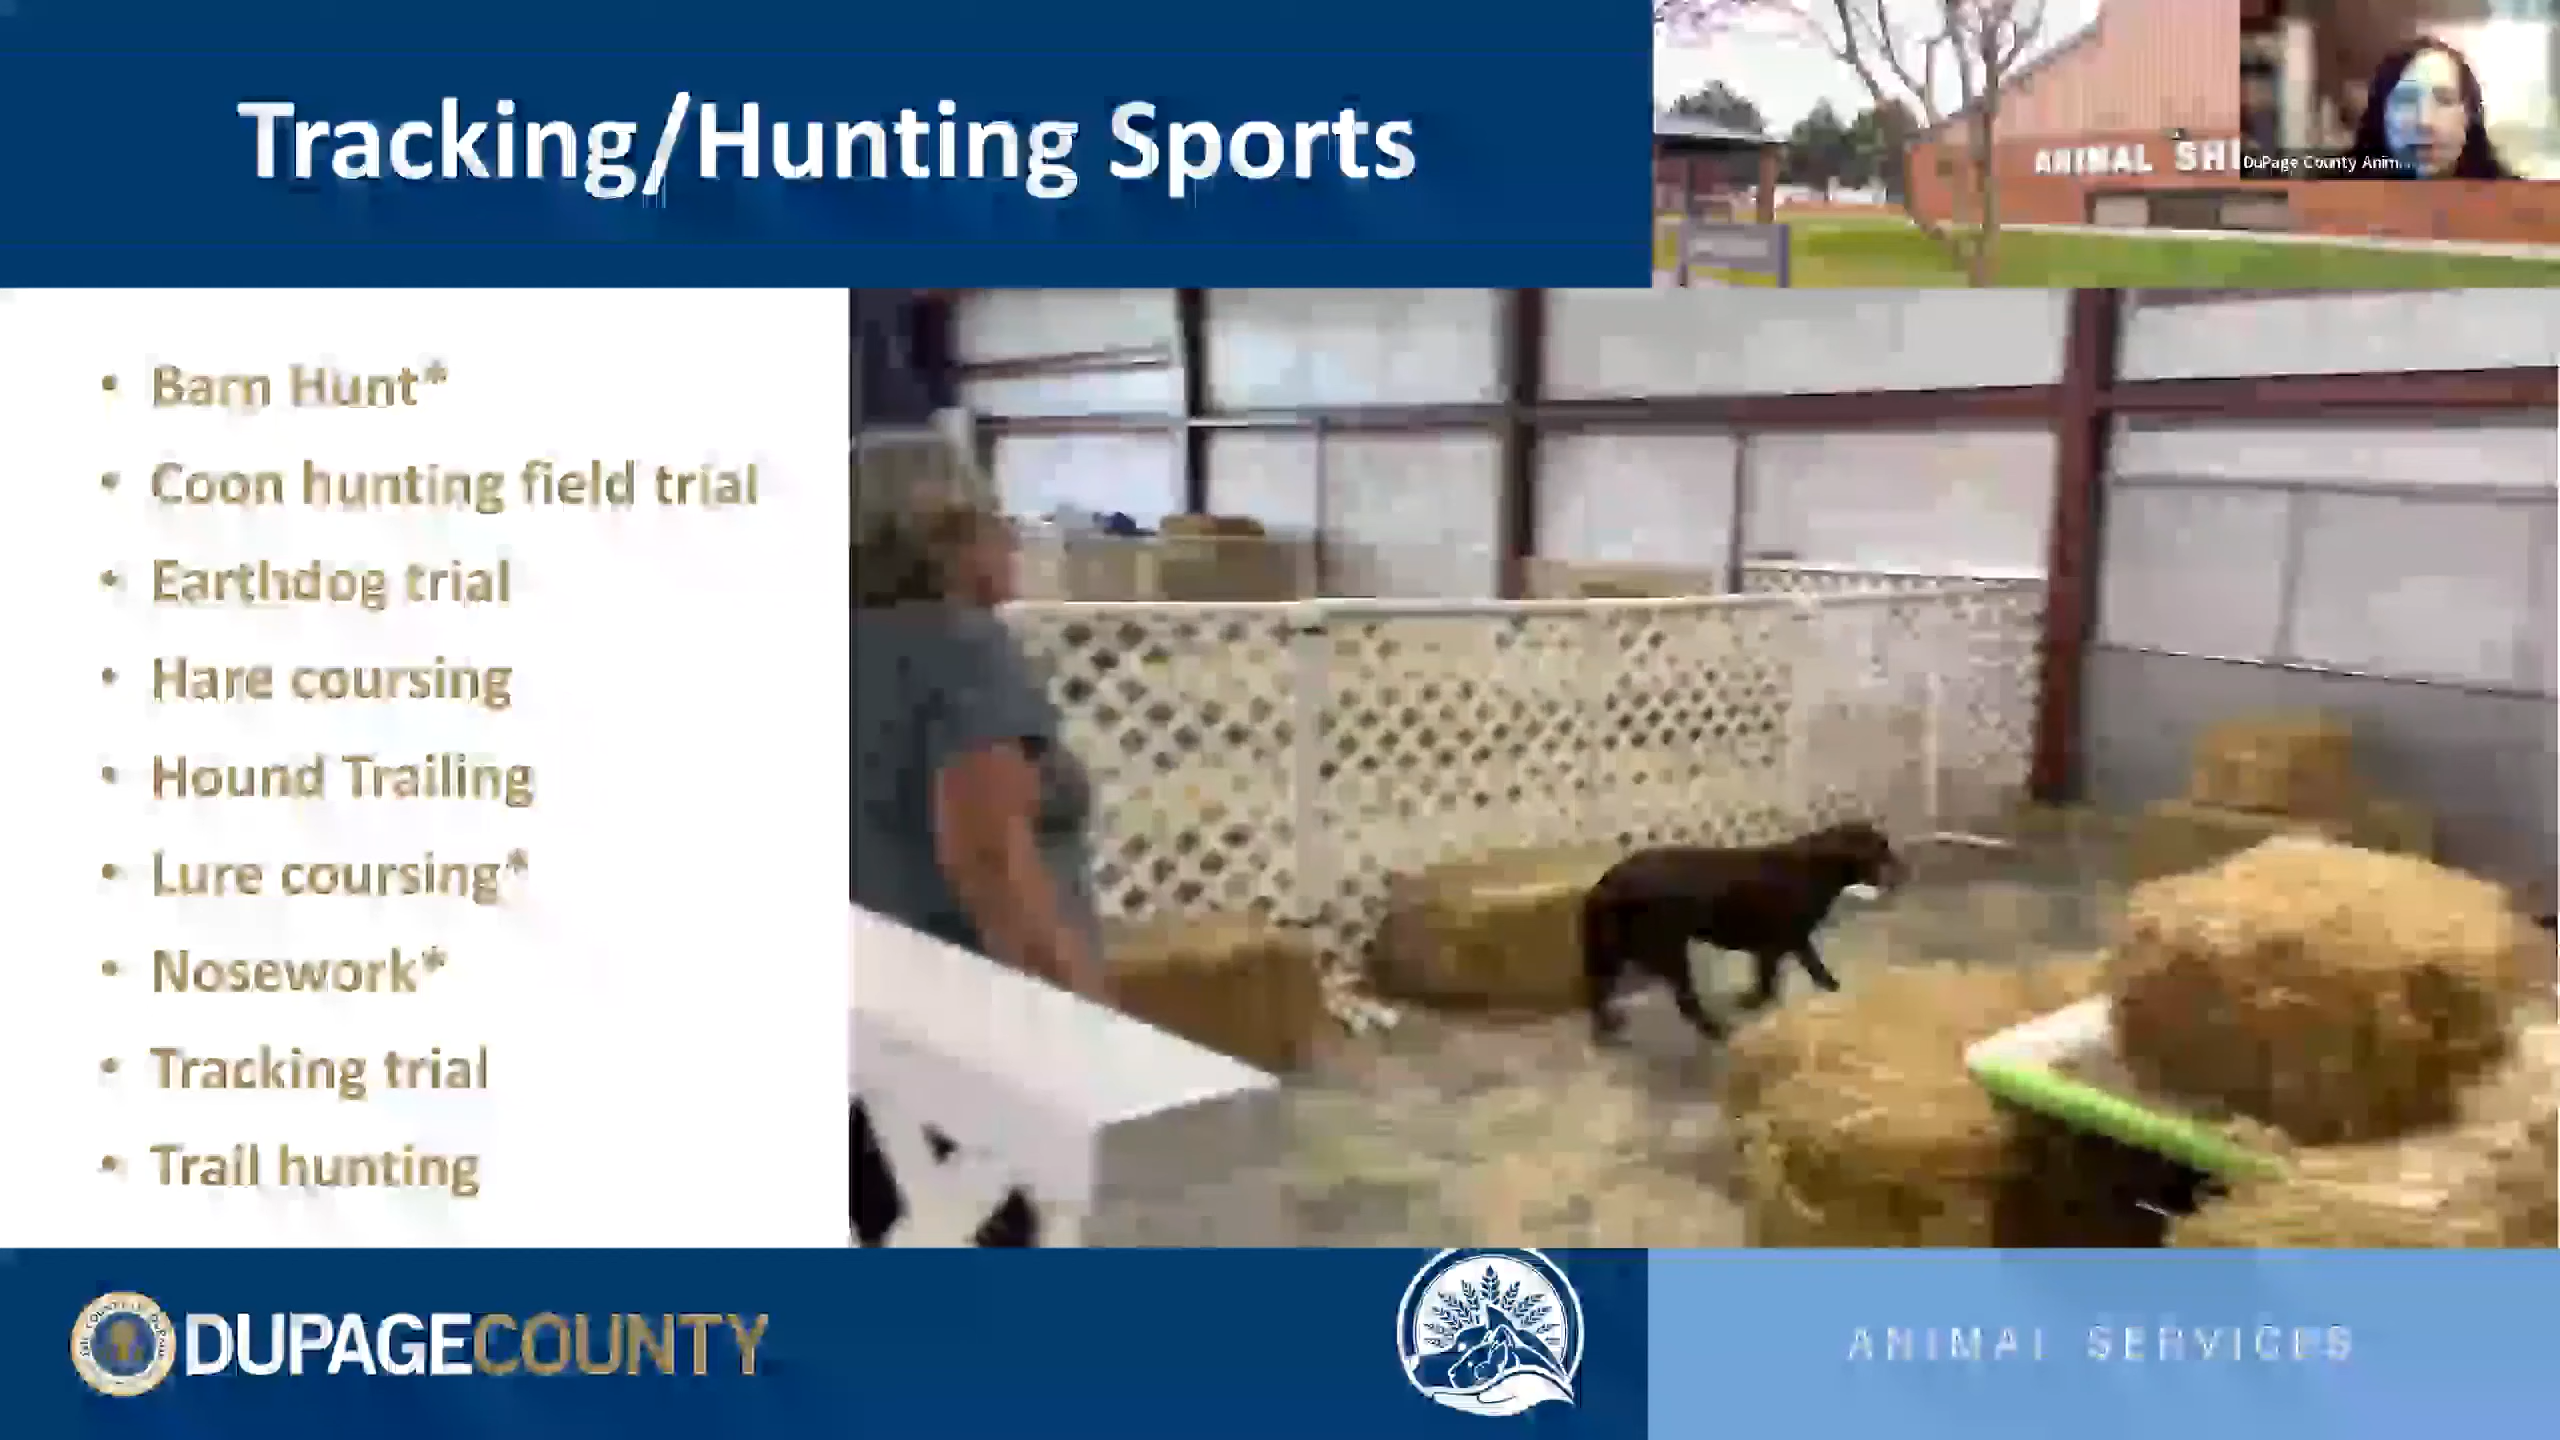 Tracking/Hunting Sports
ANIMAL SH
DuPage County Anim...
• Barn Hunt*
• Coon hunting field trial
• Earthdog trial
• Hare coursing
• Hound Trailing
• Lure coursing*
• Nosework*
• Tracking trial
• Trail hunting
DUPAGECOUNTY
ANIMAL SERVICES